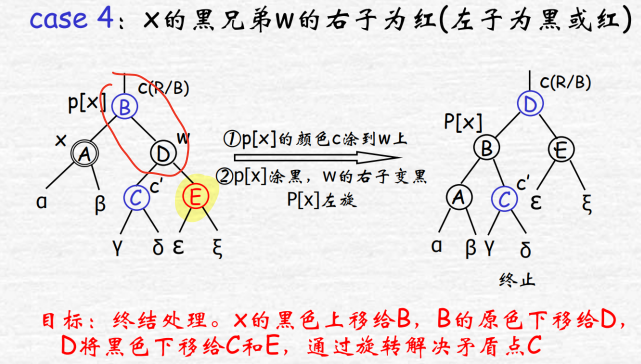 case 4：x的黑兄弟w的右子为红(左子为黑或红)
c(R/B)
p[x] B
x w
A D
c'
C E
α β
γ δ ε ξ
①p[x]的颜色c涂到w上
②p[x]涂黑，w的右子变黑
P[x]左旋
c(R/B)
D
P[x]
B E
c'
A C ε ξ
α β γ δ
终止
目标：终结处理。x的黑色上移给B，B的原色下移给D，
D将黑色下移给C和E，通过旋转解决矛盾点C